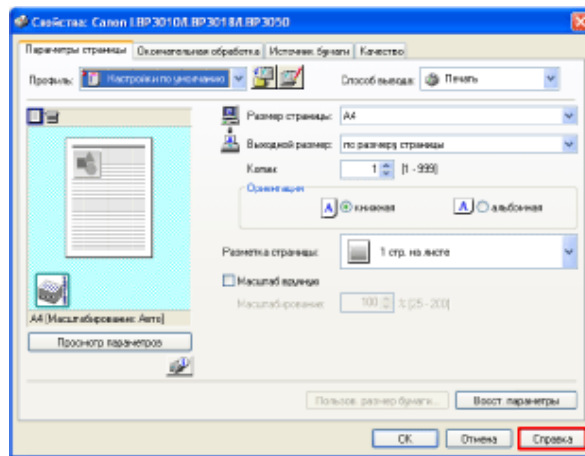 Свойства: Canon LBP3010/LBP3018/LBP3050
Параметры страницы Окончательная обработка Источник бумаги Качество
Профиль: Настройки по умолчанию Способ вывода: Печать
Размер страницы: A4
Выходной размер: по размеру страницы
Копии: 1 [1 - 999]
Ориентация
A книжная A альбомная
Разметка страницы: 1 стр. на листе
Масштаб вручную
Масштабирование: 100 % [25 - 200]
A4 [Масштабирование: Авто]
Просмотр параметров
Пользов. размер бумаги... Восст. параметры
OK Отмена Справка